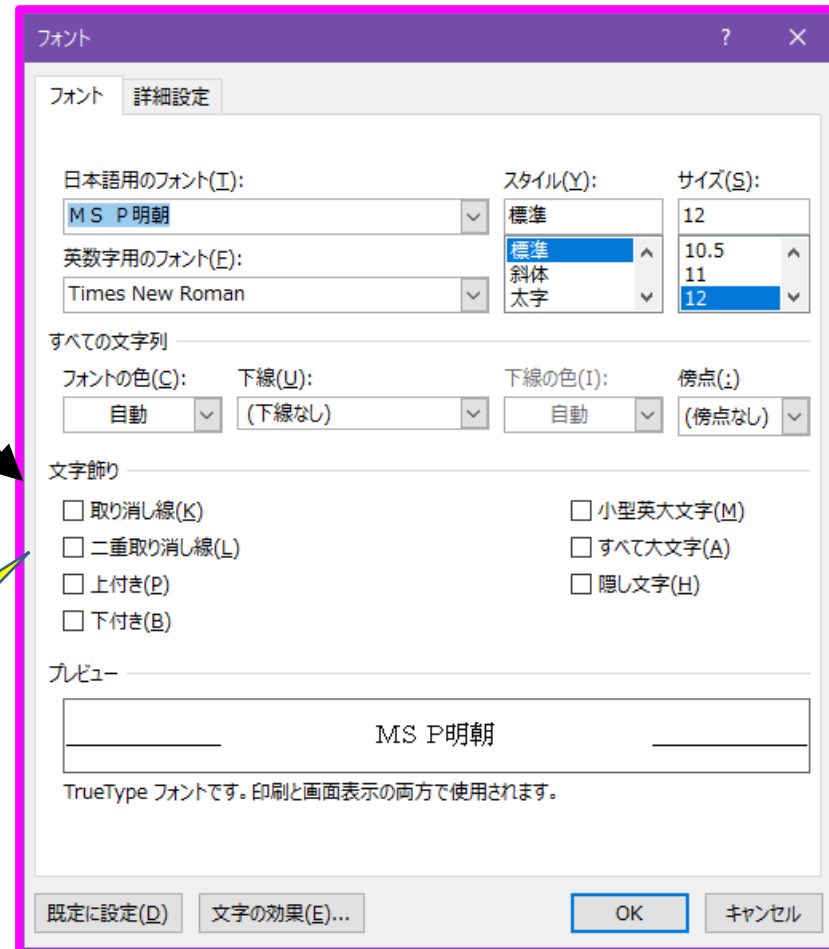 フォント ? ×
フォント 詳細設定
日本語用のフォント(T): スタイル(Y): サイズ(S):
ＭＳ Ｐ明朝 標準 12
英数字用のフォント(F): 標準 10.5
斜体 11
Times New Roman 太字 12
すべての文字列
フォントの色(C): 下線(U): 下線の色(I): 傍点(:)
自動 (下線なし) 自動 (傍点なし)
文字飾り
取り消し線(K) 小型英大文字(M)
二重取り消し線(L) すべて大文字(A)
上付き(P) 隠し文字(H)
下付き(B)
プレビュー
MS P明朝
TrueType フォントです。印刷と画面表示の両方で使用されます。
既定に設定(D) 文字の効果(E)... OK キャンセル